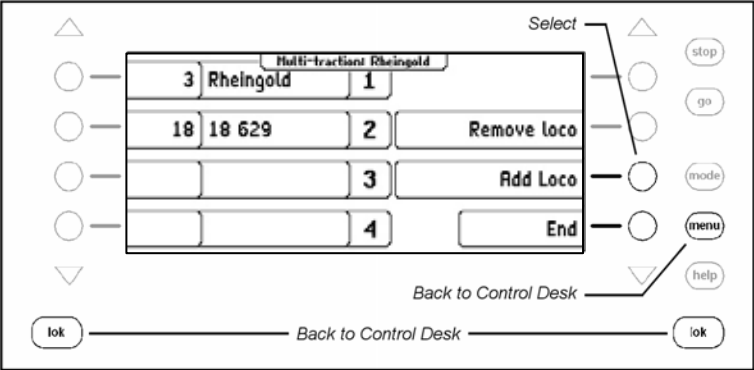 Select
stop
go
mode
menu
help
Multi-traction: Rheingold
3 Rheingold 1
18 18 629 2 Remove loco
3 Add Loco
4 End
Back to Control Desk
lok Back to Control Desk lok